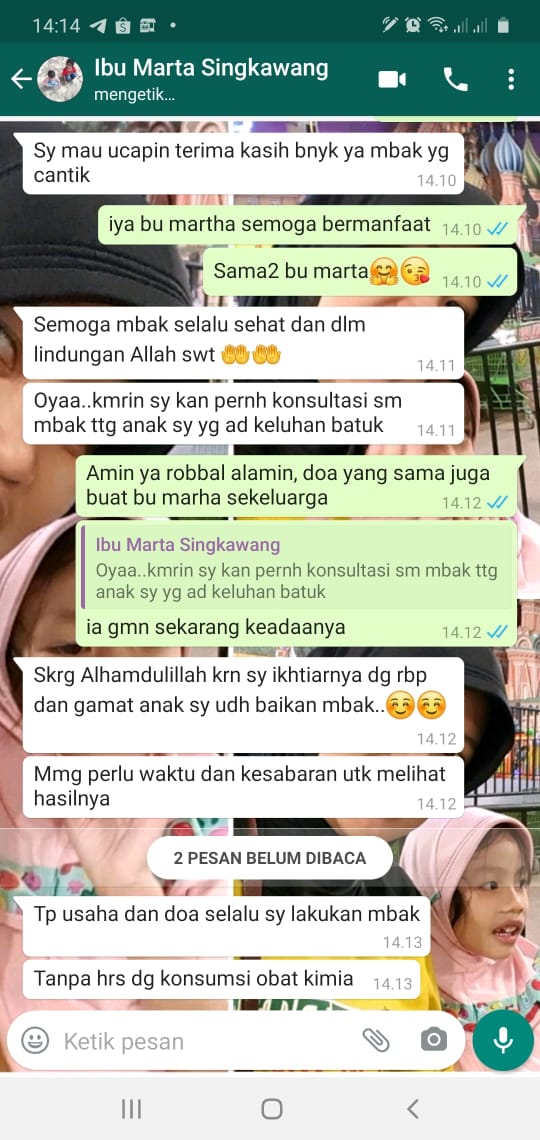 14:14
Ibu Marta Singkawang
mengetik...
Sy mau ucapin terima kasih bnyk ya mbak yg
cantik
14.10
iya bu martha semoga bermanfaat 14.10
Sama2 bu marta🤗😘 14.10
Semoga mbak selalu sehat dan dlm
lindungan Allah swt 🤲🤲
14.11
Oyaa..kmrin sy kan pernh konsultasi sm
mbak ttg anak sy yg ad keluhan batuk 14.11
Amin ya robbal alamin, doa yang sama juga
buat bu marha sekeluarga 14.12
Ibu Marta Singkawang
Oyaa..kmrin sy kan pernh konsultasi sm mbak ttg
anak sy yg ad keluhan batuk
ia gmn sekarang keadaanya 14.12
Skrg Alhamdulillah krn sy ikhtiarnya dg rbp
dan gamat anak sy udh baikan mbak..☺☺
14.12
Mmg perlu waktu dan kesabaran utk melihat
hasilnya 14.12
2 PESAN BELUM DIBACA
Tp usaha dan doa selalu sy lakukan mbak
14.13
Tanpa hrs dg konsumsi obat kimia 14.13
Ketik pesan